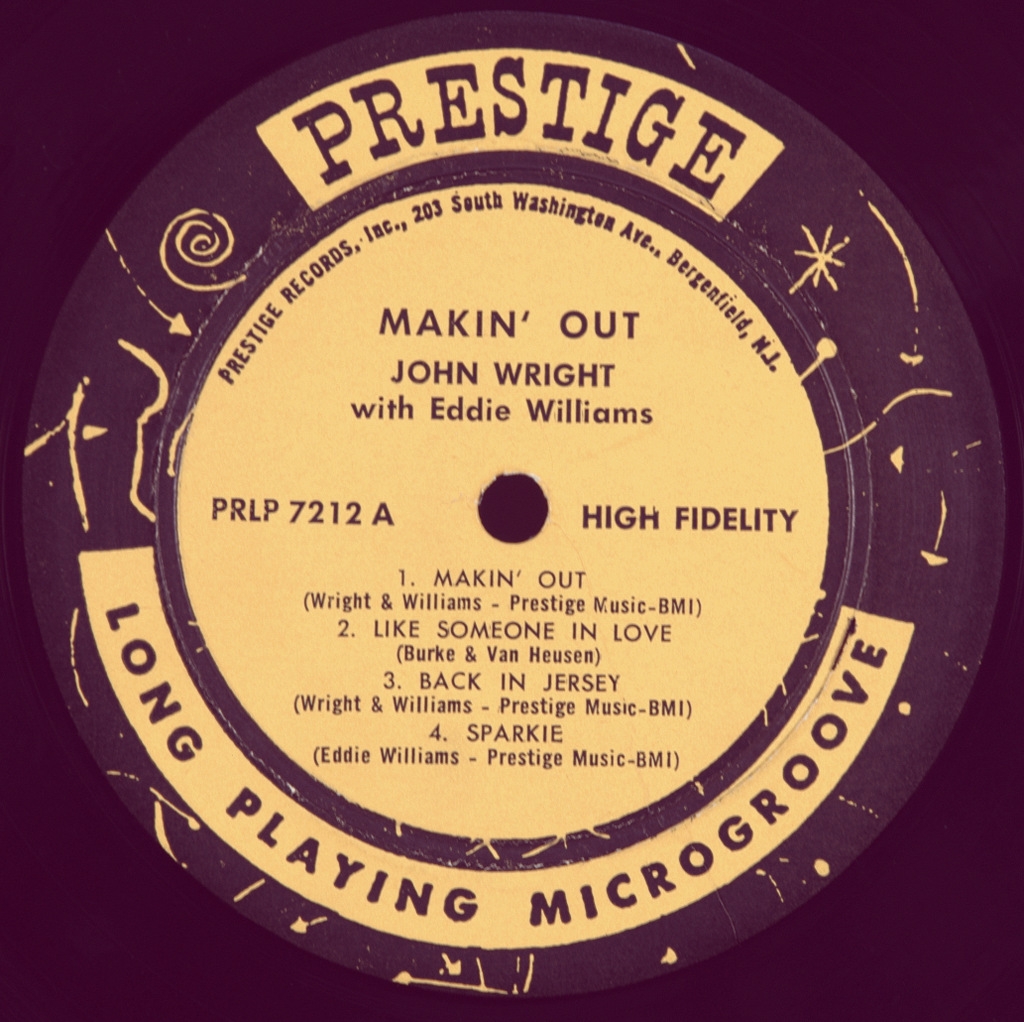 PRESTIGE
PRESTIGE RECORDS, Inc., 203 South Washington Ave., Bergenfield, N.J.
MAKIN' OUT
JOHN WRIGHT
with Eddie Williams
PRLP 7212 A
HIGH FIDELITY
1. MAKIN' OUT
(Wright & Williams - Prestige Music-BMI)
2. LIKE SOMEONE IN LOVE
(Burke & Van Heusen)
3. BACK IN JERSEY
(Wright & Williams - Prestige Music-BMI)
4. SPARKIE
(Eddie Williams - Prestige Music-BMI)
LONG PLAYING MICROGROOVE